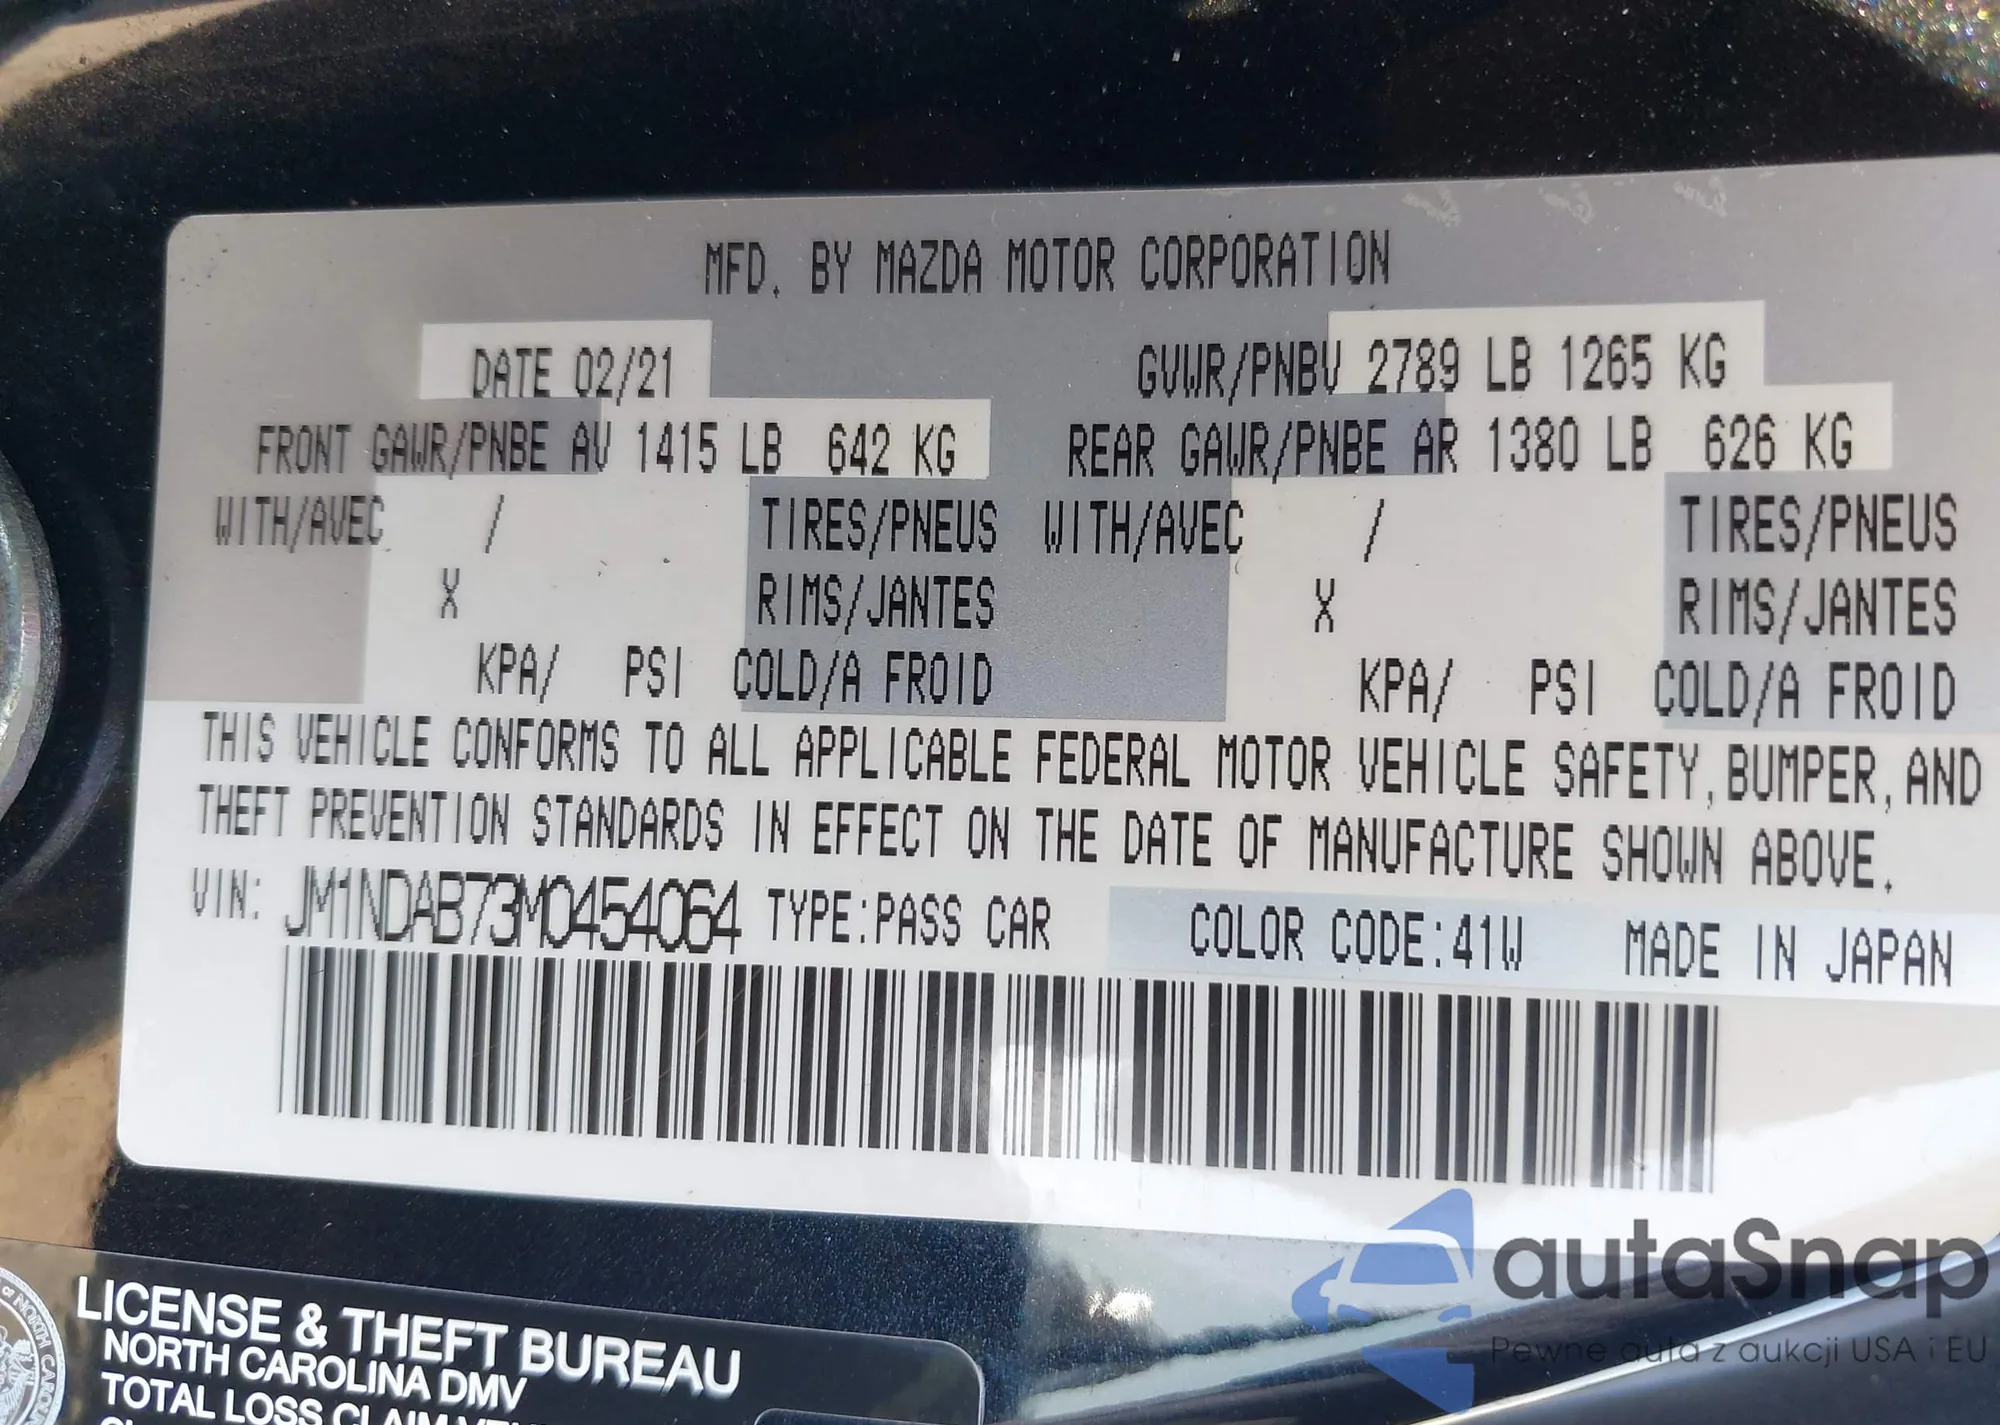 MFD. BY MAZDA MOTOR CORPORATION
DATE 02/21 GVWR/PNBV 2789 LB 1265 KG
FRONT GAWR/PNBE AV 1415 LB 642 KG REAR GAWR/PNBE AR 1380 LB 626 KG
WITH/AVEC / TIRES/PNEUS WITH/AVEC / TIRES/PNEUS
X RIMS/JANTES X RIMS/JANTES
KPA/ PSI COLD/A FROID KPA/ PSI COLD/A FROID
THIS VEHICLE CONFORMS TO ALL APPLICABLE FEDERAL MOTOR VEHICLE SAFETY, BUMPER, AND
THEFT PREVENTION STANDARDS IN EFFECT ON THE DATE OF MANUFACTURE SHOWN ABOVE.
VIN: JM1NDAB73M0454064 TYPE:PASS CAR COLOR CODE:41W MADE IN JAPAN
LICENSE & THEFT BUREAU
NORTH CAROLINA DMV
TOTAL LOSS CLAIM
autaSnap
Pewne auta z aukcji USA i EU